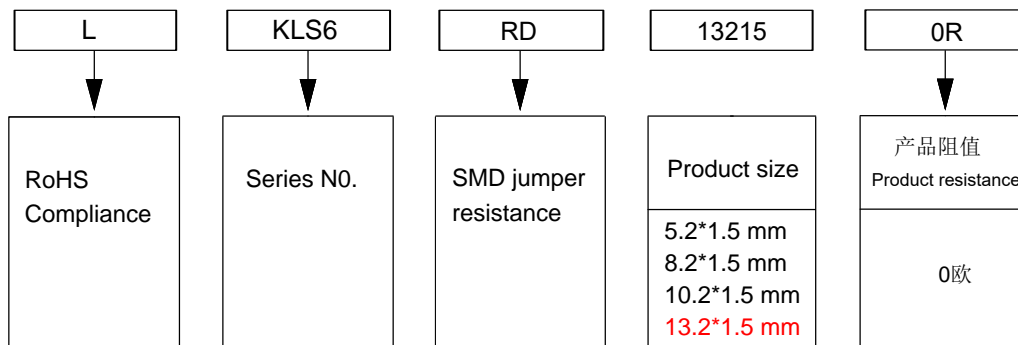 L KLS6 RD 13215 0R
RoHS
Compliance
Series N0.
SMD jumper
resistance
Product size
5.2*1.5 mm
8.2*1.5 mm
10.2*1.5 mm
13.2*1.5 mm
产品阻值
Product resistance
0欧